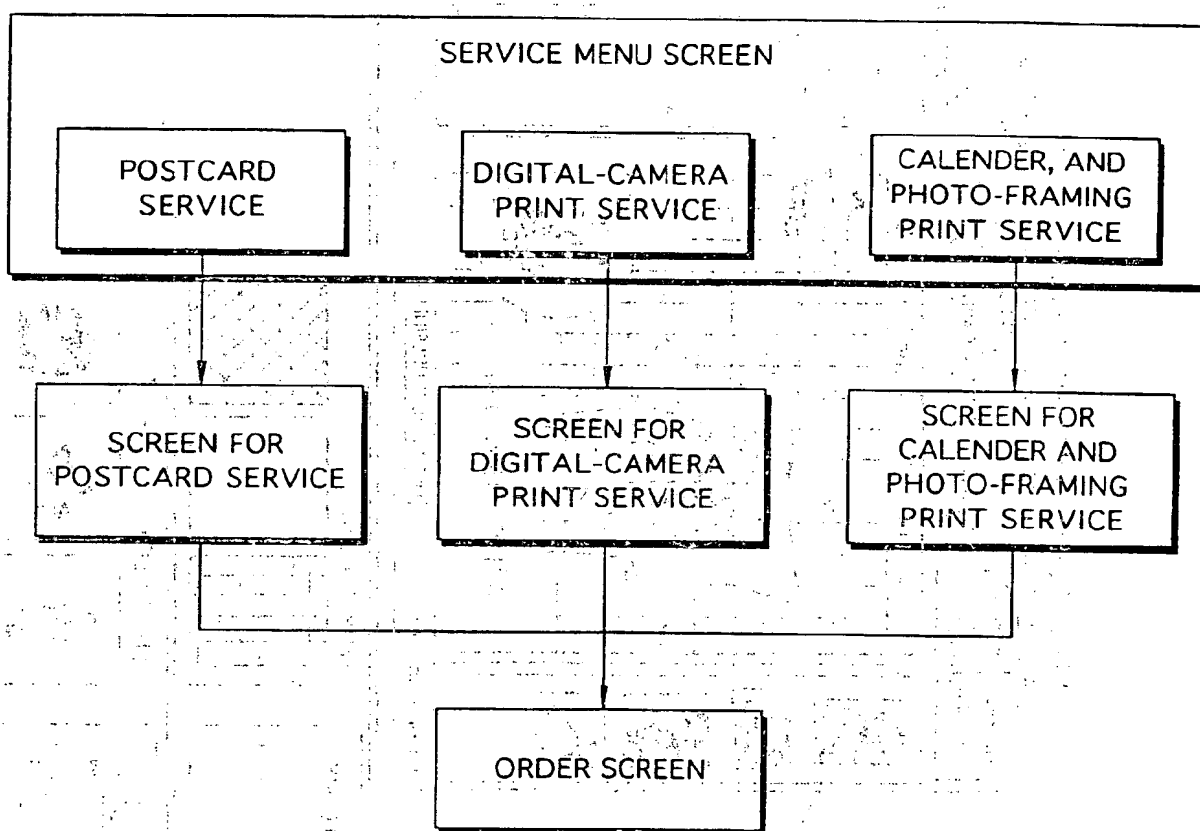 SERVICE MENU SCREEN
POSTCARD
SERVICE
DIGITAL-CAMERA
PRINT SERVICE
CALENDER, AND
PHOTO-FRAMING
PRINT SERVICE
SCREEN FOR
POSTCARD SERVICE
SCREEN FOR
DIGITAL-CAMERA
PRINT SERVICE
SCREEN FOR
CALENDER AND
PHOTO-FRAMING
PRINT SERVICE
ORDER SCREEN